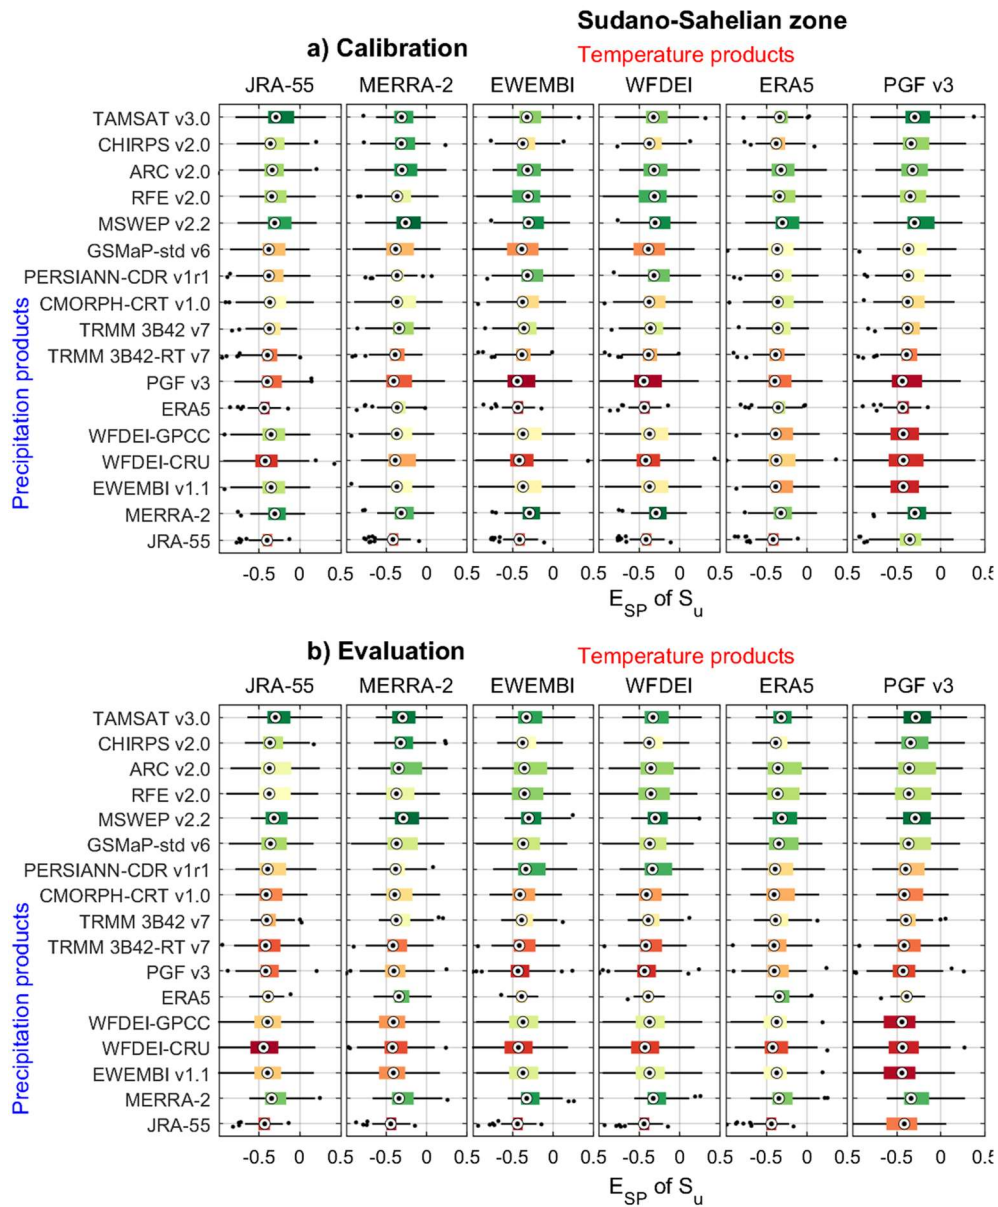 Sudano-Sahelian zone
a) Calibration
Temperature products
JRA-55 MERRA-2 EWEMBI WFDEI ERA5 PGF v3
Precipitation products
TAMSAT v3.0
CHIRPS v2.0
ARC v2.0
RFE v2.0
MSWEP v2.2
GSMaP-std v6
PERSIANN-CDR v1r1
CMORPH-CRT v1.0
TRMM 3B42 v7
TRMM 3B42-RT v7
PGF v3
ERA5
WFDEI-GPCC
WFDEI-CRU
EWEMBI v1.1
MERRA-2
JRA-55
-0.5 0 0.5 -0.5 0 0.5 -0.5 0 0.5 -0.5 0 0.5 -0.5 0 0.5 -0.5 0 0.5
E_SP of S_u
b) Evaluation
Temperature products
JRA-55 MERRA-2 EWEMBI WFDEI ERA5 PGF v3
Precipitation products
TAMSAT v3.0
CHIRPS v2.0
ARC v2.0
RFE v2.0
MSWEP v2.2
GSMaP-std v6
PERSIANN-CDR v1r1
CMORPH-CRT v1.0
TRMM 3B42 v7
TRMM 3B42-RT v7
PGF v3
ERA5
WFDEI-GPCC
WFDEI-CRU
EWEMBI v1.1
MERRA-2
JRA-55
-0.5 0 0.5 -0.5 0 0.5 -0.5 0 0.5 -0.5 0 0.5 -0.5 0 0.5 -0.5 0 0.5
E_SP of S_u